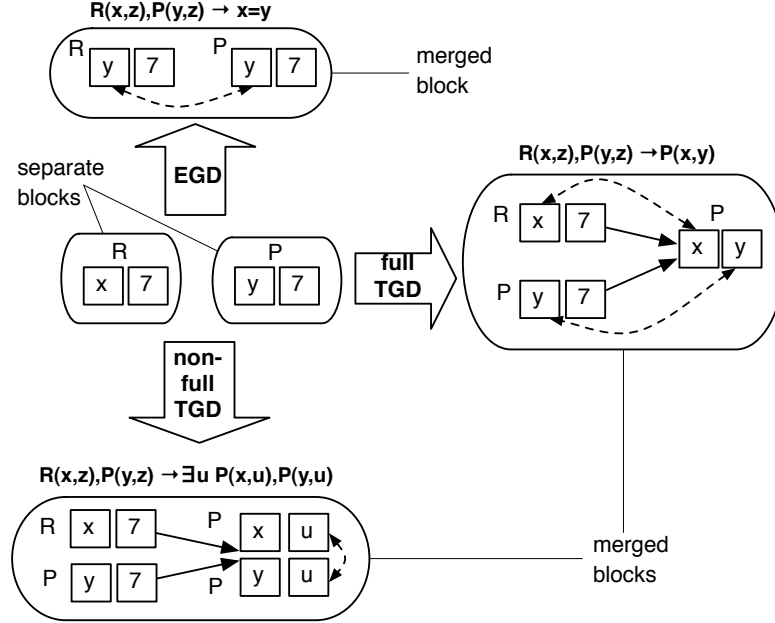 R(x,z),P(y,z) → x=y
R
P
y 7
y 7
merged
block
EGD
separate
blocks
R(x,z),P(y,z) →P(x,y)
R
x 7
P
x y
P
y 7
R
x 7
P
y 7
full
TGD
non-
full
TGD
R(x,z),P(y,z) →∃u P(x,u),P(y,u)
R x 7
P x u
P y 7
P y u
merged
blocks